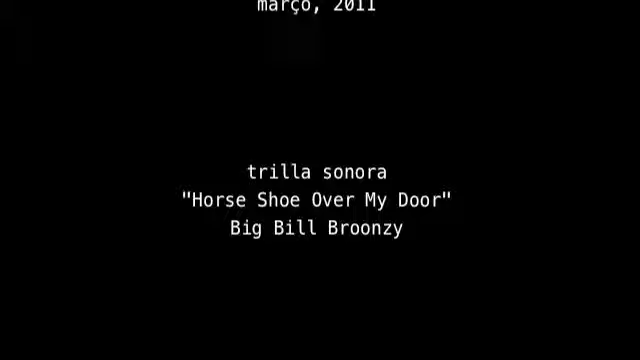 março, 2011
trilla sonora
"Horse Shoe Over My Door"
Big Bill Broonzy